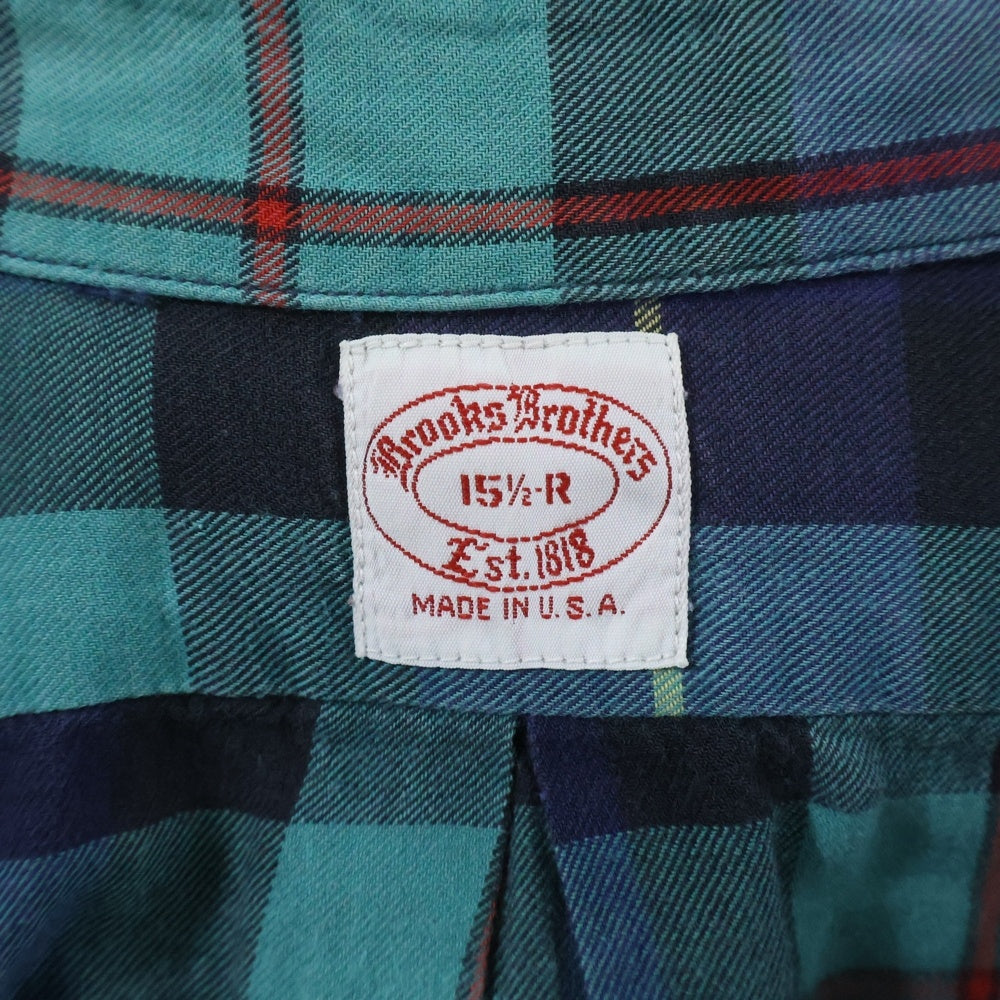 Brooks Brothers
15½-R
Est. 1818
MADE IN U.S.A.